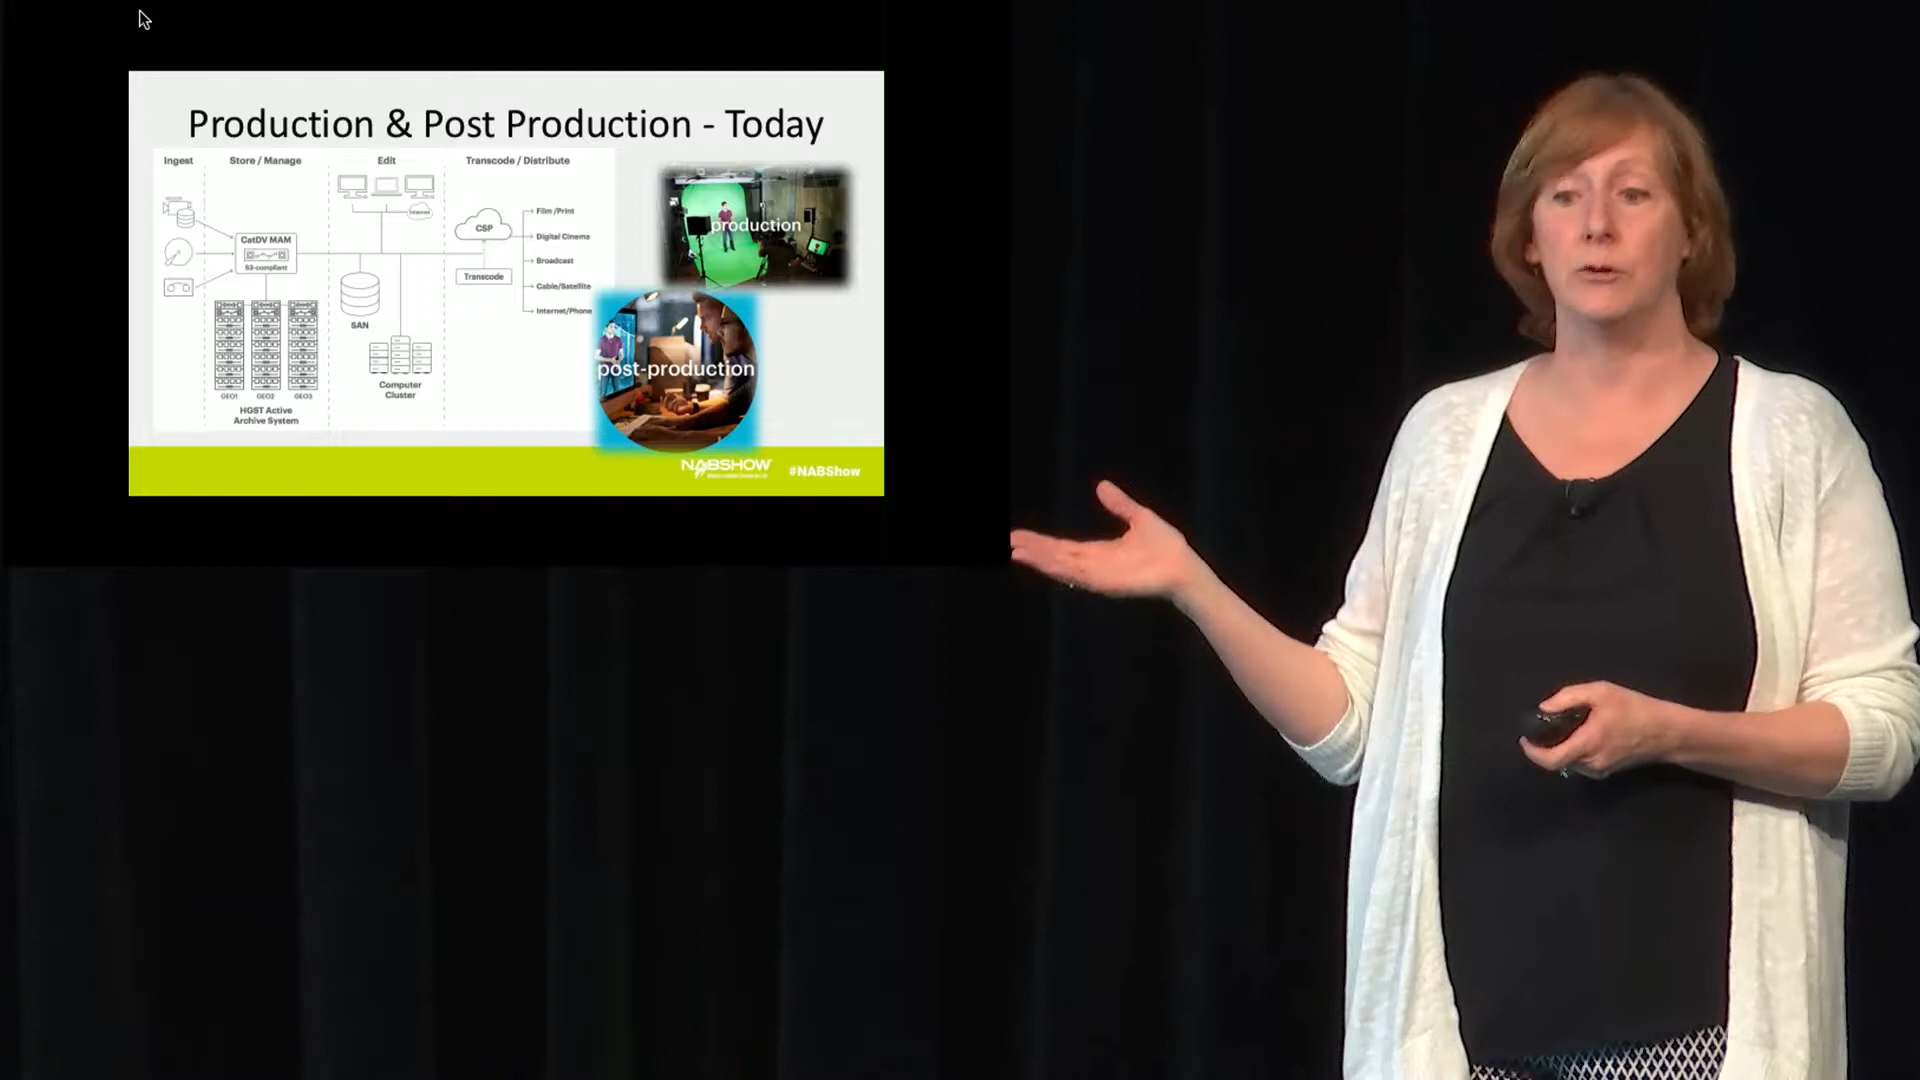 Production & Post Production - Today
Ingest
Store / Manage
Edit
Transcode / Distribute
Internet
CatDV MAM
S3-compliant
CSP
Transcode
Film /Print
Digital Cinema
Broadcast
Cable/Satellite
Internet/Phone
SAN
Computer
Cluster
GEO1 GEO2 GEO3
HGST Active
Archive System
production
post-production
NABSHOW
#NABShow